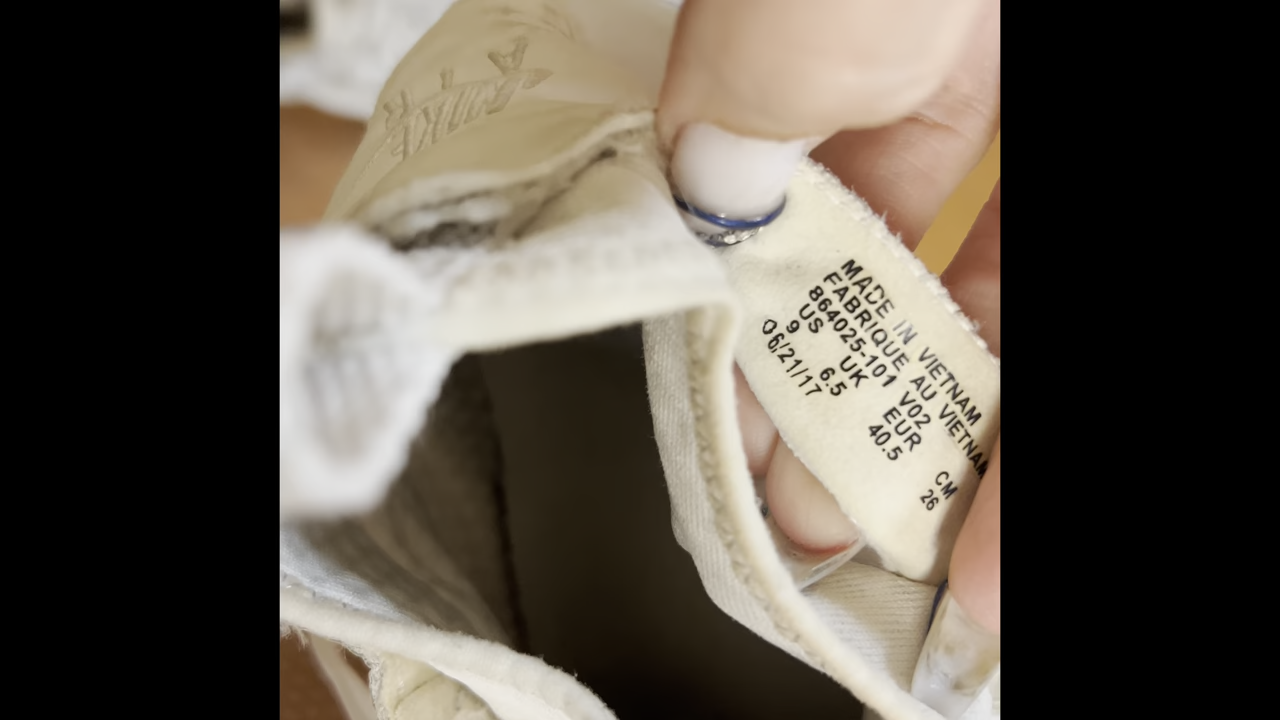 MADE IN VIETNAM
FABRIQUE AU VIETNAM
864025-101 V02
US UK EUR CM
9 6.5 40.5 26
06/21/17